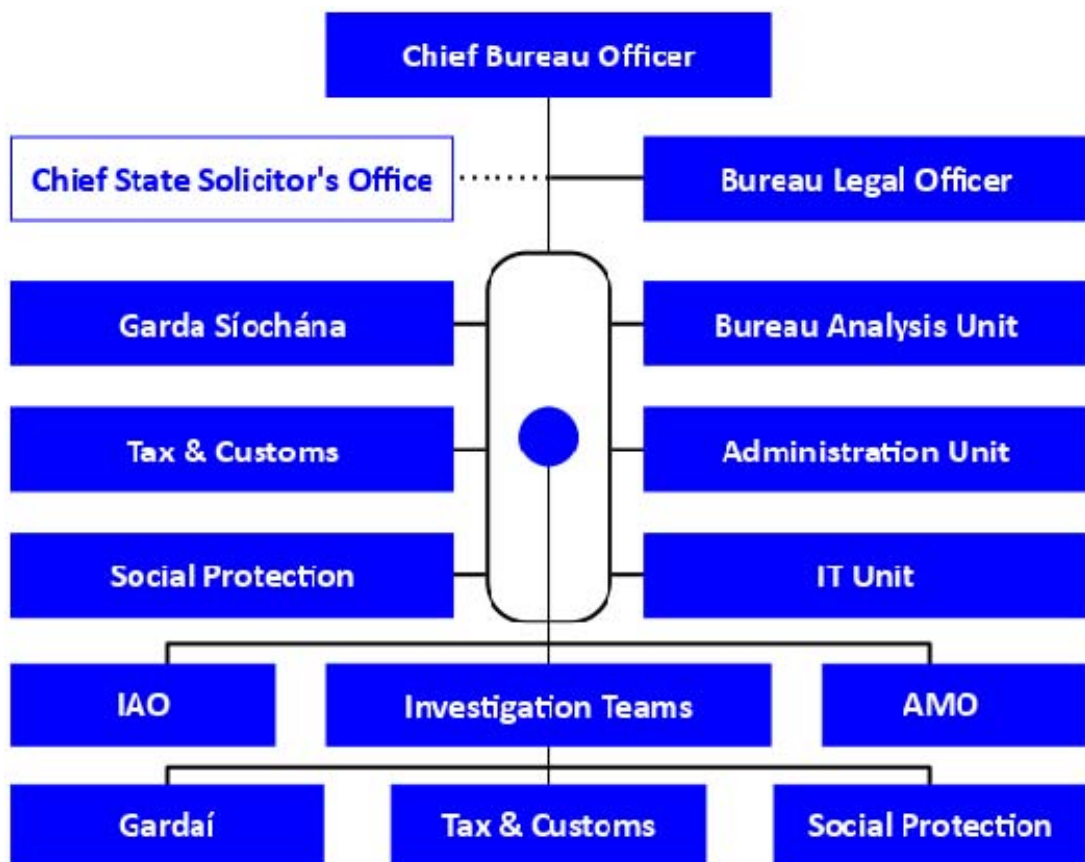 Chief Bureau Officer
Chief State Solicitor's Office
Bureau Legal Officer
Garda Síochána
Bureau Analysis Unit
Tax & Customs
Administration Unit
Social Protection
IT Unit
IAO
Investigation Teams
AMO
Gardaí
Tax & Customs
Social Protection